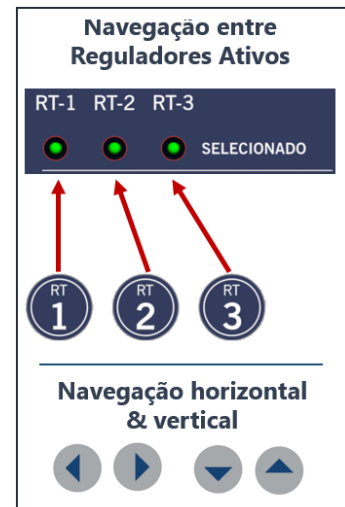 Navegação entre
Reguladores Ativos
RT-1 RT-2 RT-3
SELECIONADO
RT RT RT
1 2 3
Navegação horizontal
& vertical